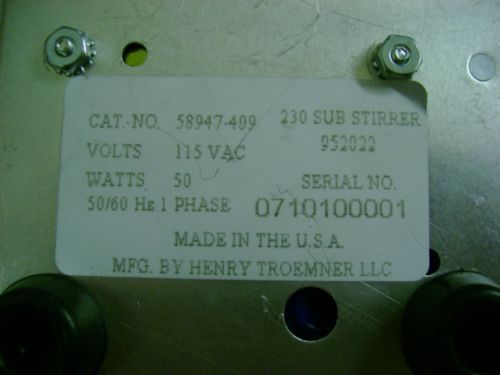 CAT.-NO. 58947-409 230 SUB STIRRER
VOLTS 115 VAC 952022
WATTS 50 SERIAL NO.
50/60 Hz 1 PHASE 0710100001
MADE IN THE U.S.A.
MFG. BY HENRY TROEMNER LLC